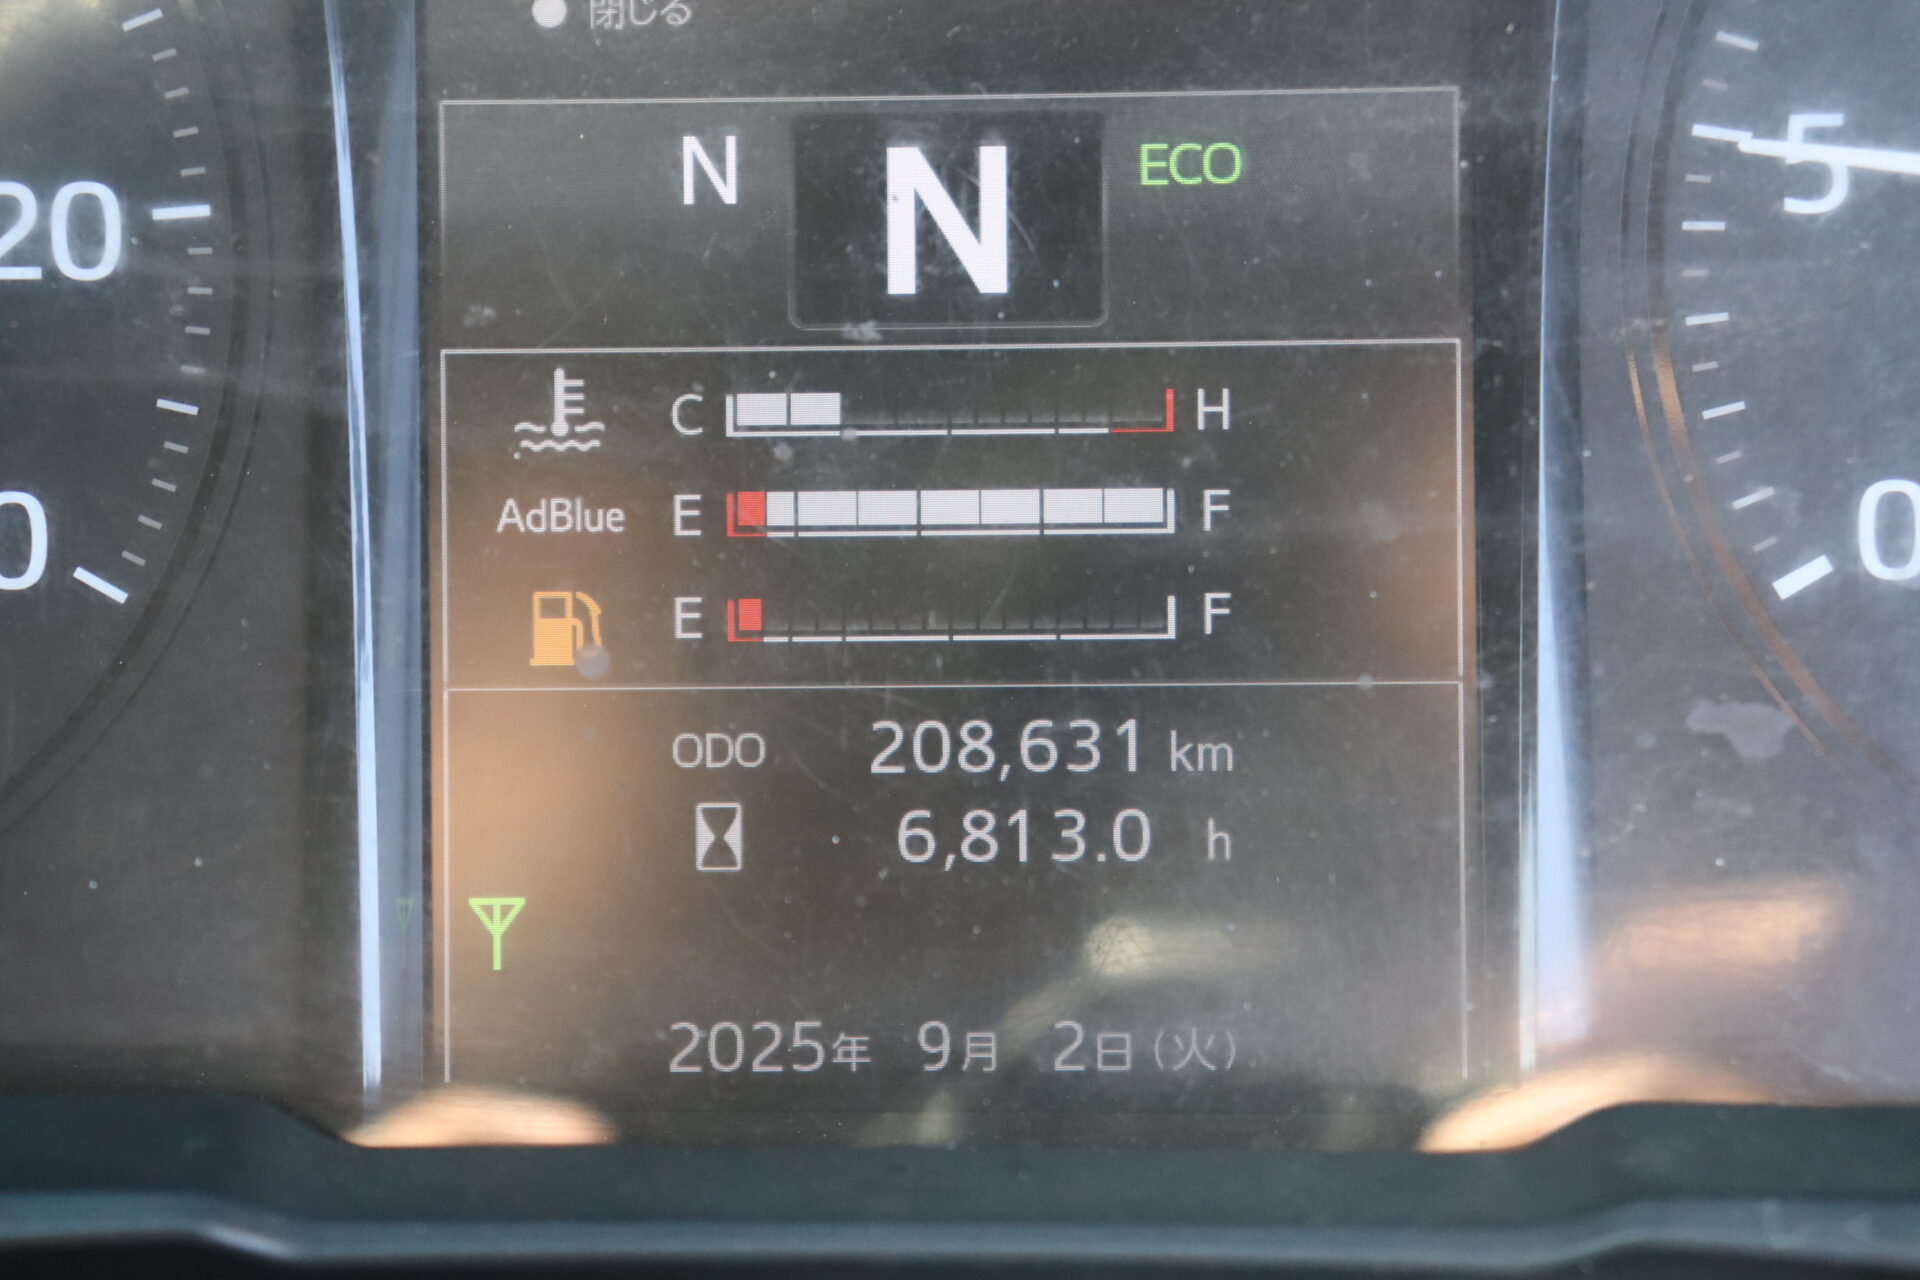 ● 閉じる
N N ECO
20
5
C H
AdBlue E F
E F
0
0
ODO 208,631 km
6,813.0 h
2025年 9月 2日(火)